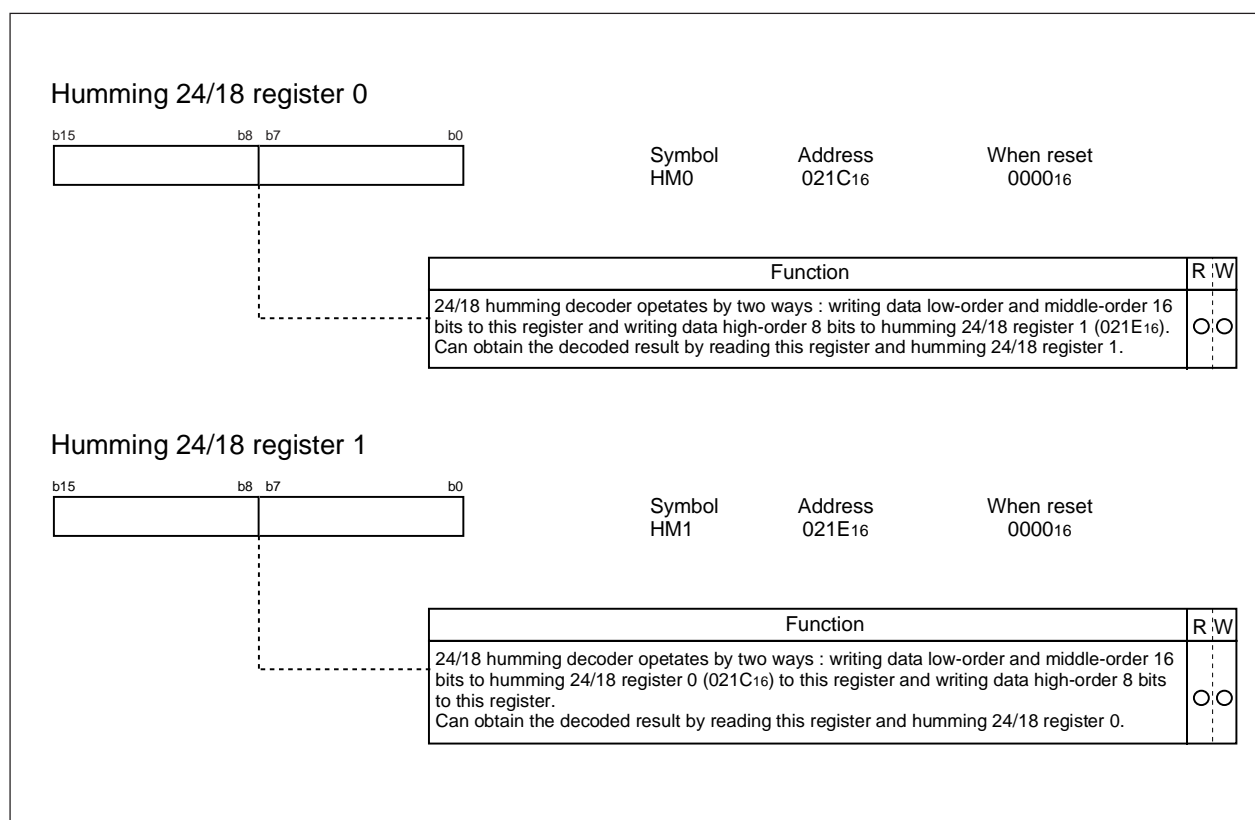 Humming 24/18 register 0
b15 b8 b7 b0
Symbol Address When reset
HM0 021C16 000016
Function R W
24/18 humming decoder opetates by two ways : writing data low-order and middle-order 16
bits to this register and writing data high-order 8 bits to humming 24/18 register 1 (021E16).
Can obtain the decoded result by reading this register and humming 24/18 register 1.
Humming 24/18 register 1
b15 b8 b7 b0
Symbol Address When reset
HM1 021E16 000016
Function R W
24/18 humming decoder opetates by two ways : writing data low-order and middle-order 16
bits to humming 24/18 register 0 (021C16) to this register and writing data high-order 8 bits
to this register.
Can obtain the decoded result by reading this register and humming 24/18 register 0.